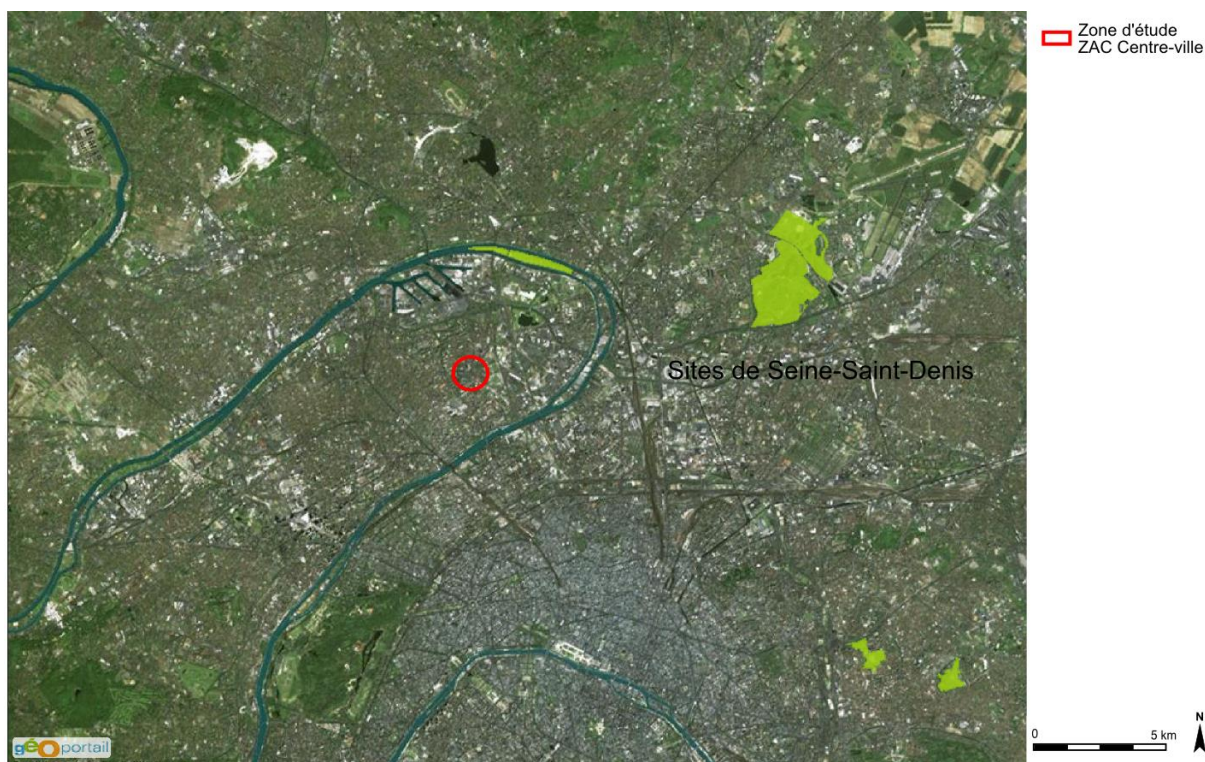 Zone d'étude
ZAC Centre-ville
Sites de Seine-Saint-Denis
géoportail
N
0 5 km